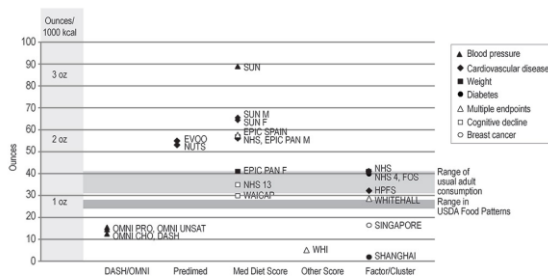 Ounces/
1000 kcal
100
90
80
3 oz
70
60
50
2 oz
40
30
20
1 oz
10
0
Ounces
SUN
SUN M
SUN F
EPIC SPAIN
NHS, EPIC PAN M
EVOO
NUTS
EPIC PAN F
NHS 13
WAICAP
NHS
NHS 4, FOS
HPFS
WHITEHALL
OMNI PRO, OMNI UNSAT
OMNI CHO, DASH
WHI
SINGAPORE
SHANGHAI
Range of
usual adult
consumption
Range in
USDA Food Patterns
DASH/OMNI
Predimed
Med Diet Score
Other Score
Factor/Cluster
Blood pressure
Cardiovascular disease
Weight
Diabetes
Multiple endpoints
Cognitive decline
Breast cancer